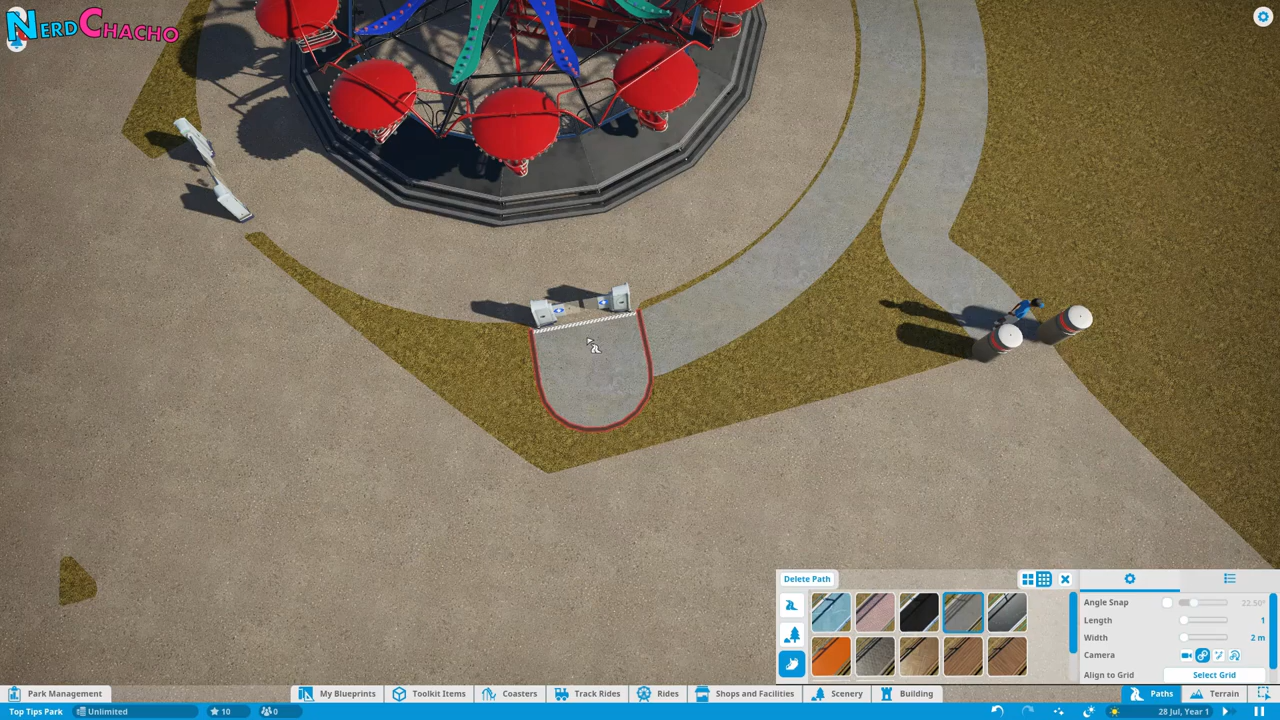 NERDCHACHO
Delete Path
Angle Snap 22.50°
Length 1
Width 2 m
Camera
Align to Grid Select Grid
Park Management My Blueprints Toolkit Items Coasters Track Rides Rides Shops and Facilities Scenery Building Paths Terrain
Top Tips Park Unlimited 10 0 28 Jul, Year 1